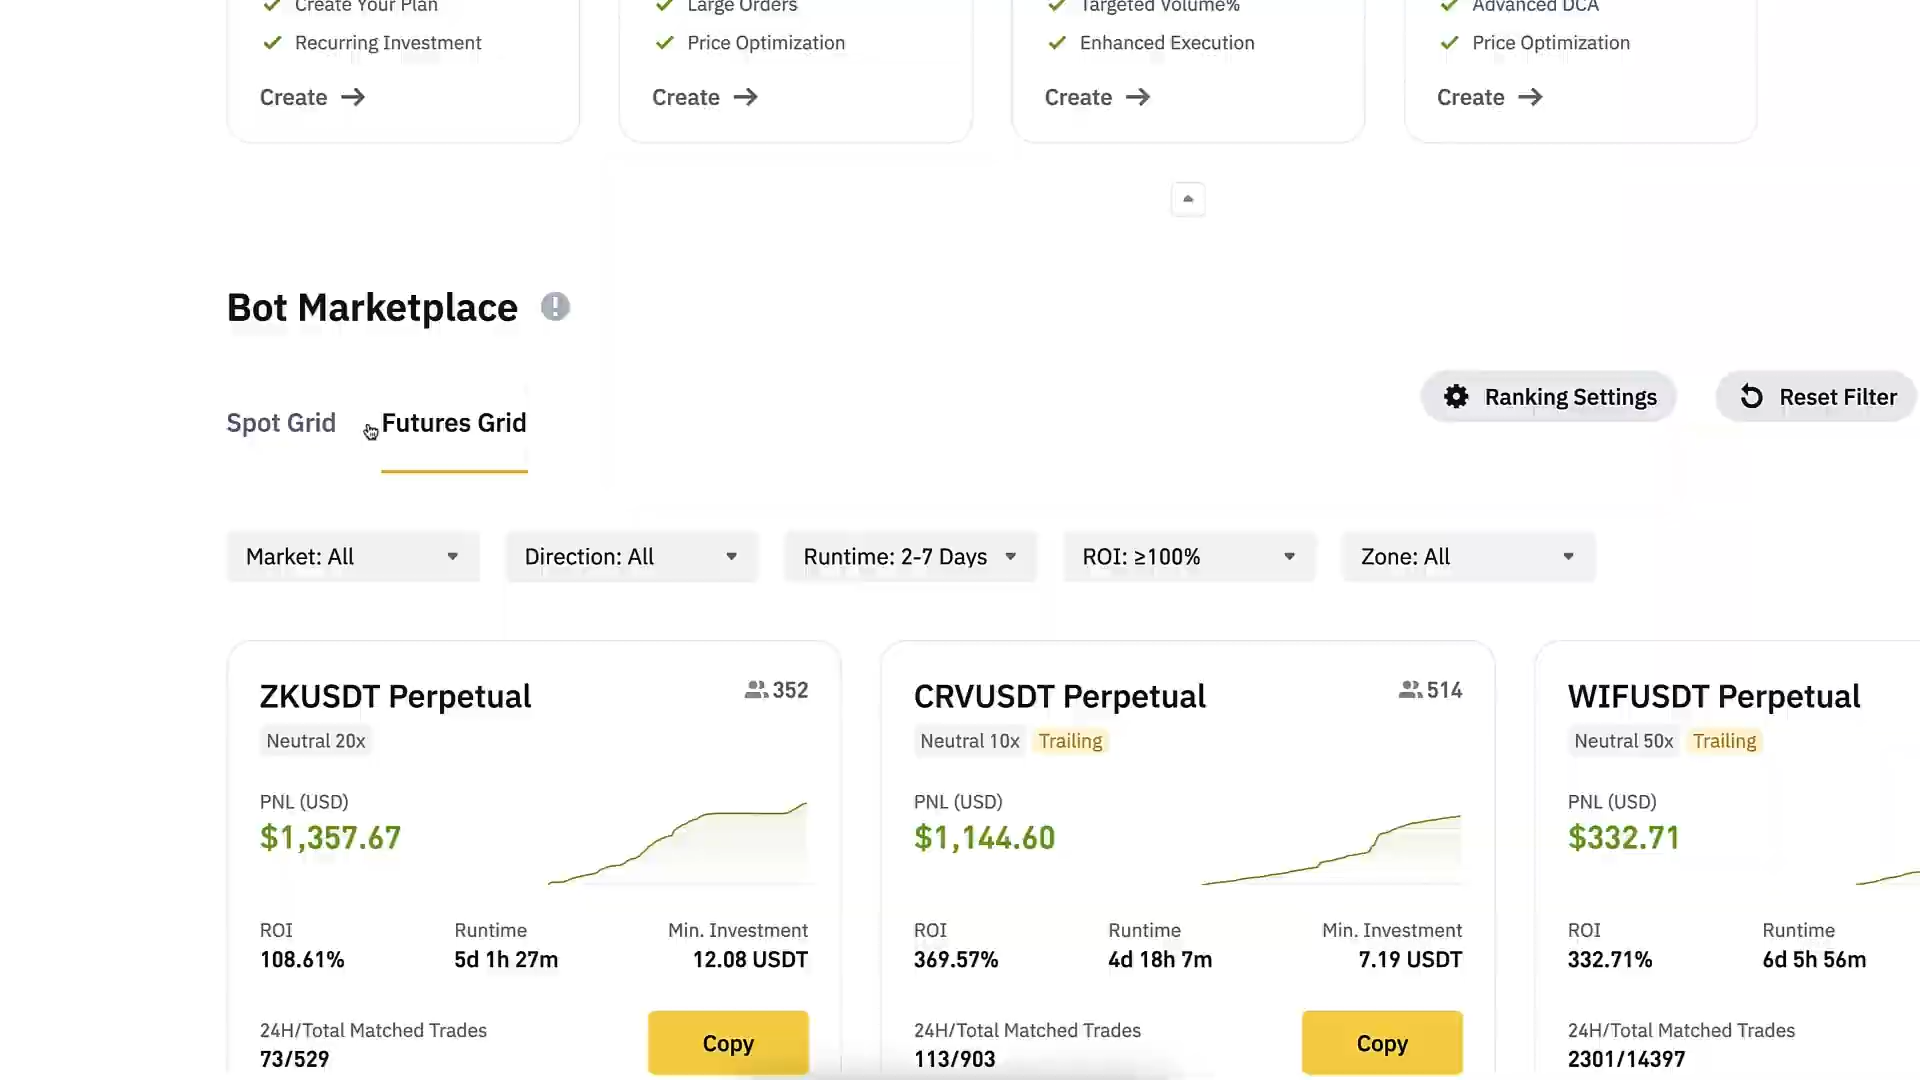 Create Your Plan
Large Orders
Targeted Volume%
Advanced DCA
Recurring Investment
Price Optimization
Enhanced Execution
Price Optimization
Create →
Create →
Create →
Create →
Bot Marketplace
Spot Grid
Futures Grid
Ranking Settings
Reset Filter
Market: All
Direction: All
Runtime: 2-7 Days
ROI: ≥100%
Zone: All
ZKUSDT Perpetual
352
Neutral 20x
PNL (USD)
$1,357.67
ROI
Runtime
Min. Investment
108.61%
5d 1h 27m
12.08 USDT
24H/Total Matched Trades
73/529
Copy
CRVUSDT Perpetual
514
Neutral 10x
Trailing
PNL (USD)
$1,144.60
ROI
Runtime
Min. Investment
369.57%
4d 18h 7m
7.19 USDT
24H/Total Matched Trades
113/903
Copy
WIFUSDT Perpetual
Neutral 50x
Trailing
PNL (USD)
$332.71
ROI
Runtime
332.71%
6d 5h 56m
24H/Total Matched Trades
2301/14397